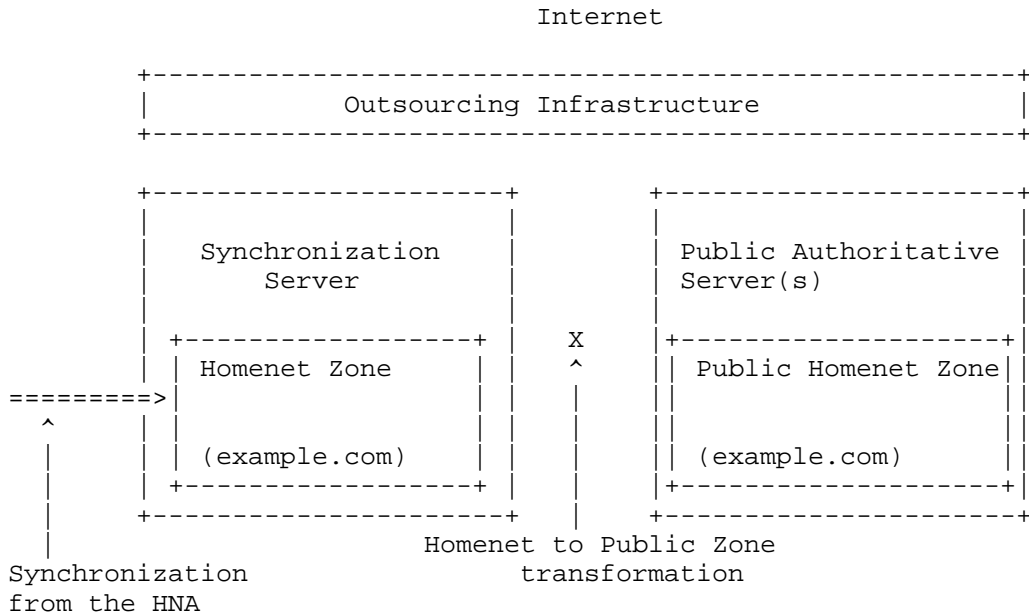 Internet
Outsourcing Infrastructure
Synchronization Server
Public Authoritative Server(s)
X
Homenet Zone
Public Homenet Zone
(example.com)
(example.com)
Homenet to Public Zone transformation
Synchronization from the HNA